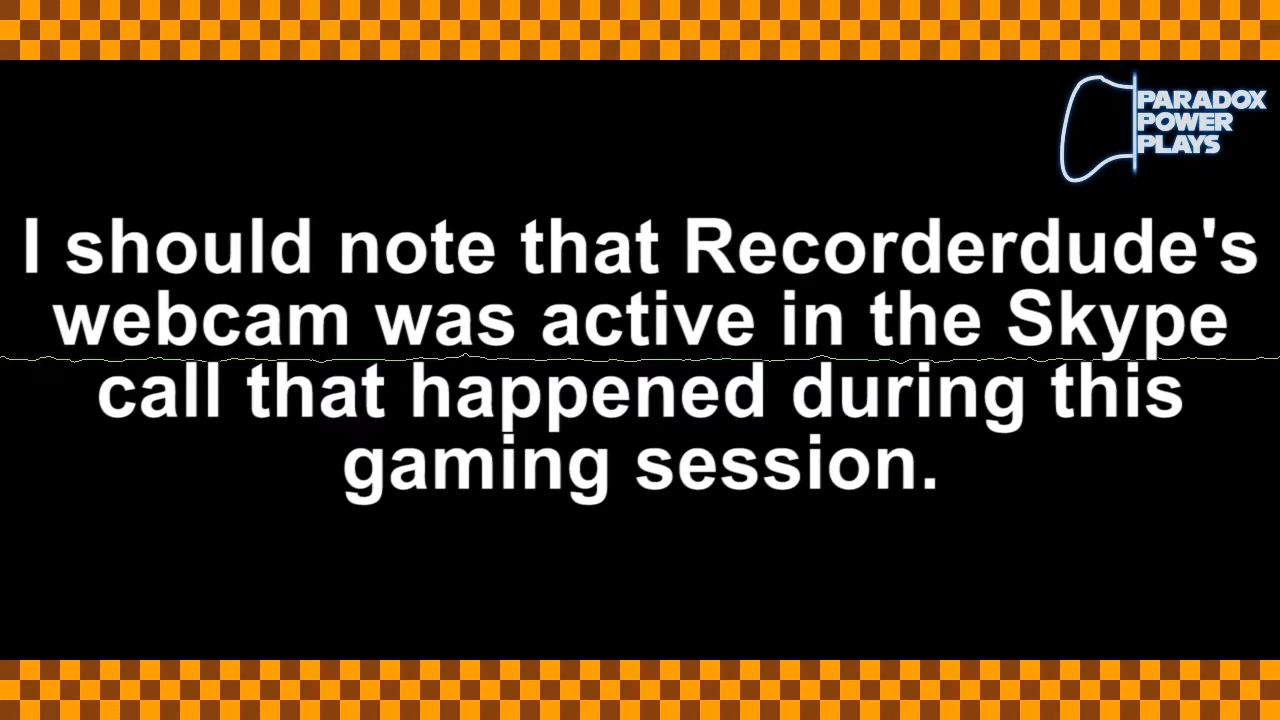 PARADOX
POWER
PLAYS
I should note that Recorderdude's
webcam was active in the Skype
call that happened during this
gaming session.